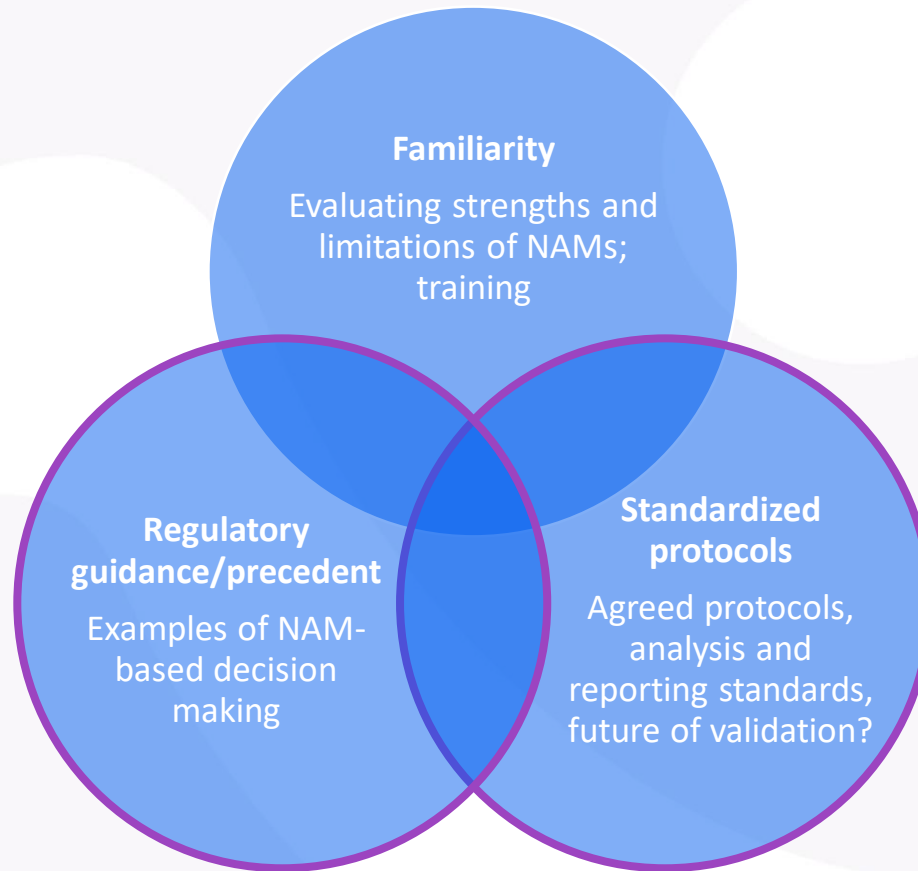 Familiarity
Evaluating strengths and
limitations of NAMs;
training
Regulatory
guidance/precedent
Examples of NAM-
based decision
making
Standardized
protocols
Agreed protocols,
analysis and
reporting standards,
future of validation?